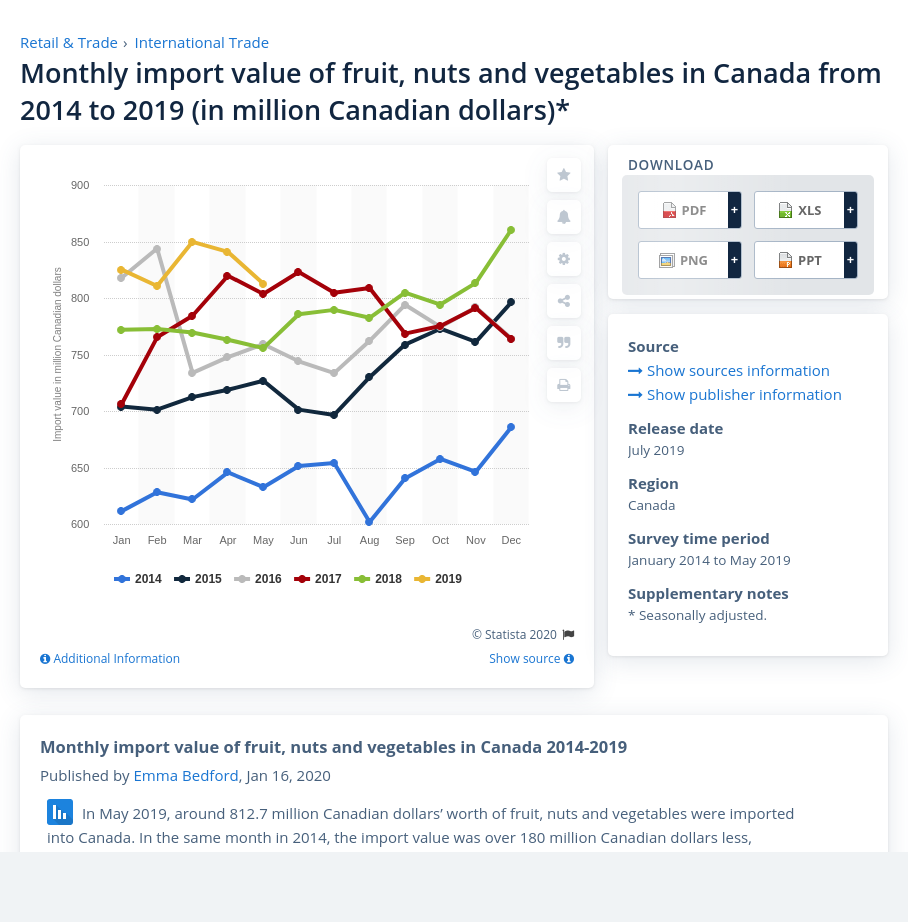 Retail & Trade › International Trade
Monthly import value of fruit, nuts and vegetables in Canada from
2014 to 2019 (in million Canadian dollars)*
900
850
800
750
700
650
600
Import value in million Canadian dollars
Jan Feb Mar Apr May Jun Jul Aug Sep Oct Nov Dec
2014 2015 2016 2017 2018 2019
© Statista 2020
Additional Information
Show source
DOWNLOAD
PDF + XLS +
PNG + PPT +
Source
Show sources information
Show publisher information
Release date
July 2019
Region
Canada
Survey time period
January 2014 to May 2019
Supplementary notes
* Seasonally adjusted.
Monthly import value of fruit, nuts and vegetables in Canada 2014-2019
Published by Emma Bedford, Jan 16, 2020
In May 2019, around 812.7 million Canadian dollars’ worth of fruit, nuts and vegetables were imported
into Canada. In the same month in 2014, the import value was over 180 million Canadian dollars less,